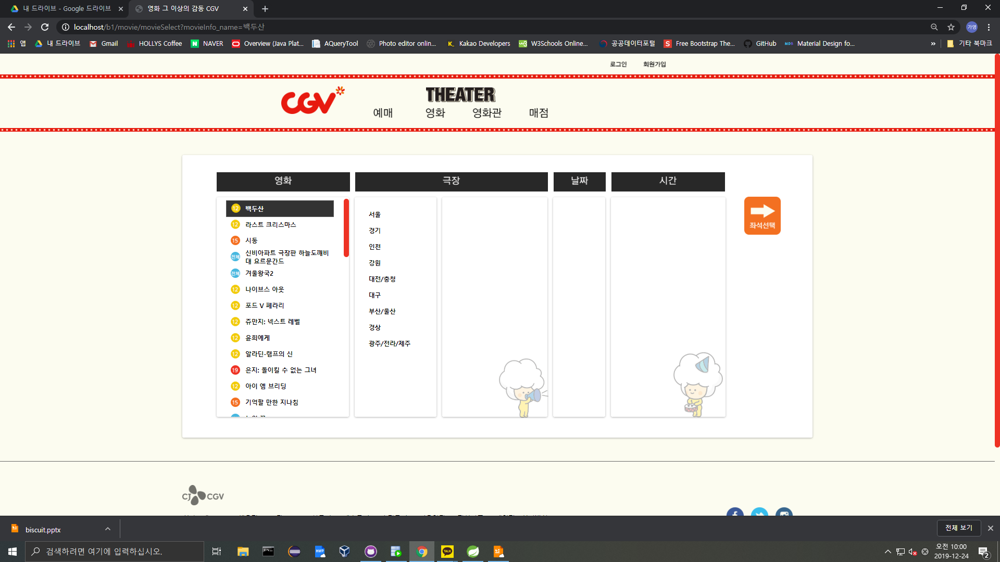 내 드라이브 - Google 드라이브
영화 그 이상의 감동 CGV
localhost/b1/movie/movieSelect?movieInfo_name=백두산
가영
앱
내 드라이브
Gmail
HOLLYS Coffee
NAVER
Overview (Java Plat...
AQueryTool
Photo editor onlin...
Kakao Developers
W3Schools Online...
공공데이터포털
Free Bootstrap The...
GitHub
Material Design fo...
»
기타 북마크
로그인
회원가입
CGV
THEATER
예매
영화
영화관
매점
영화
극장
날짜
시간
12 백두산
12 라스트 크리스마스
15 시동
전체 신비아파트 극장판 하늘도깨비
대 요르문간드
전체 겨울왕국2
12 나이브스 아웃
12 포드 V 페라리
12 쥬만지: 넥스트 레벨
12 윤희에게
12 알라딘-램프의 신
19 은지: 돌이킬 수 없는 그녀
12 아이 엠 브리딩
15 기억할 만한 지나침
서울
경기
인천
강원
대전/충청
대구
부산/울산
경상
광주/전라/제주
좌석선택
CJ CGV
biscuit.pptx
전체 보기
검색하려면 여기에 입력하십시오.
HWP
TALK
오전 10:00
2019-12-24
2